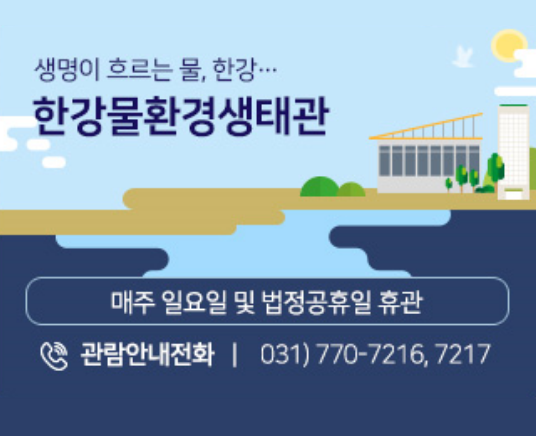 생명이 흐르는 물, 한강…
한강물환경생태관
매주 일요일 및 법정공휴일 휴관
관람안내전화 | 031) 770-7216, 7217